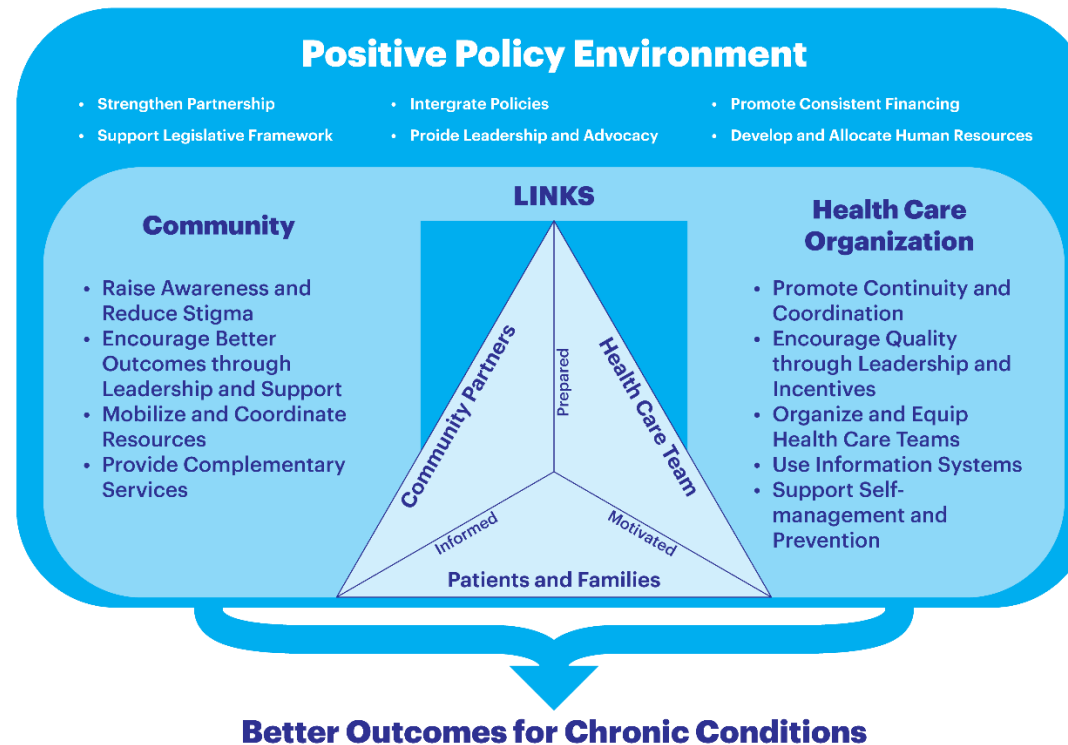 Positive Policy Environment
• Strengthen Partnership
• Intergrate Policies
• Promote Consistent Financing
• Support Legislative Framework
• Proide Leadership and Advocacy
• Develop and Allocate Human Resources
LINKS
Community
• Raise Awareness and
Reduce Stigma
• Encourage Better
Outcomes through
Leadership and Support
• Mobilize and Coordinate
Resources
• Provide Complementary
Services
Community Partners
Prepared
Health Care Team
Informed
Motivated
Patients and Families
Health Care
Organization
• Promote Continuity and
Coordination
• Encourage Quality
through Leadership and
Incentives
• Organize and Equip
Health Care Teams
• Use Information Systems
• Support Self-
management and
Prevention
Better Outcomes for Chronic Conditions